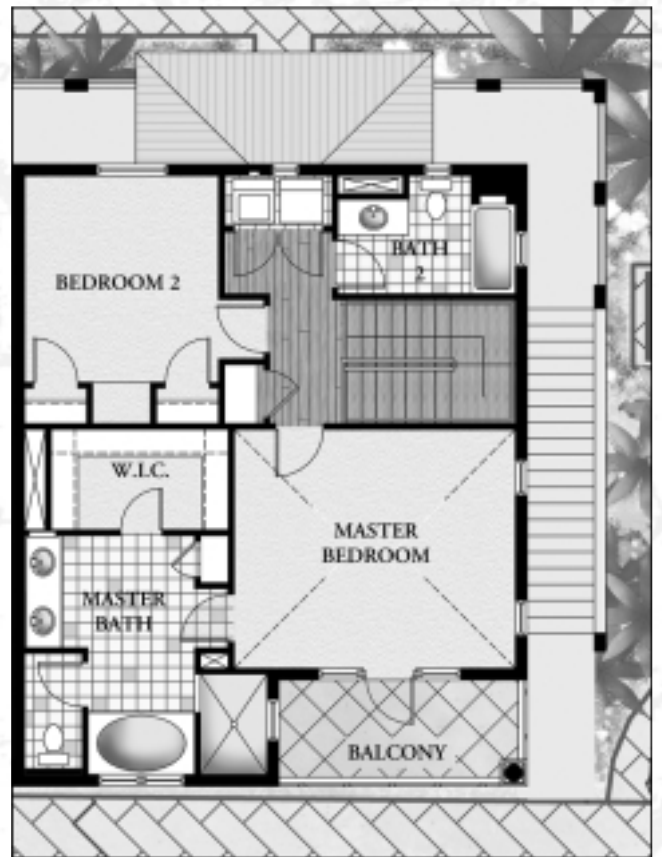 BATH
2
BEDROOM 2
W.I.C.
MASTER
BEDROOM
MASTER
BATH
BALCONY